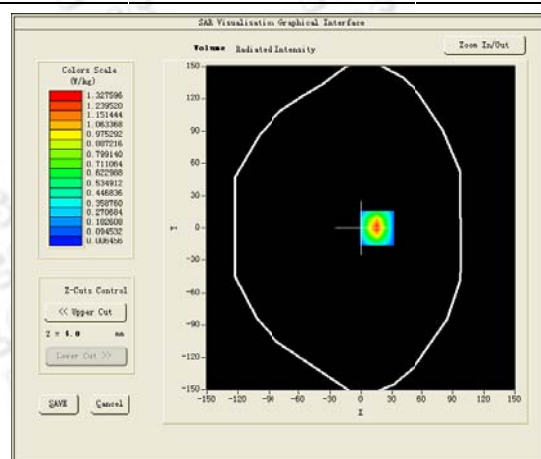 SAR Visualisation Graphical Interface
Volume Radiated Intensity
Zoom In/Out
Colors Scale
(W/kg)
1.327596
1.239520
1.151444
1.063368
0.975292
0.887216
0.799140
0.711064
0.622988
0.534912
0.446836
0.358760
0.270684
0.182608
0.094532
0.006456
Z-Cuts Control
<< Upper Cut
Z = 4.0 mm
Lower Cut >>
SAVE Cancel
150
120
90
60
30
Y 0
-30
-60
-90
-120
-150
-150 -120 -90 -60 -30 0 30 60 90 120 150
X